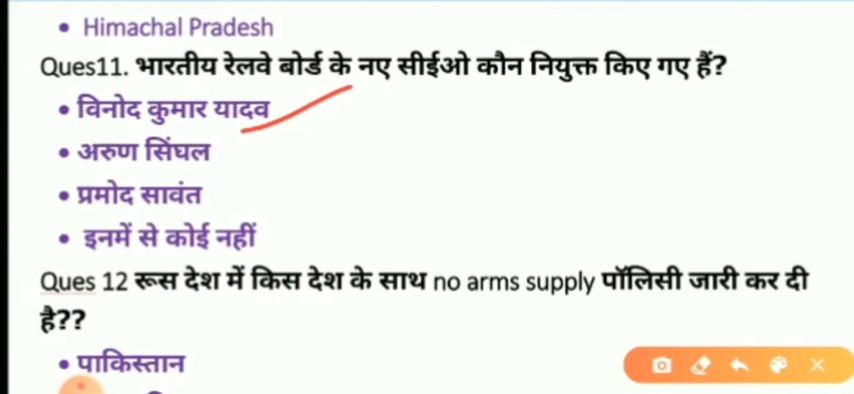 Himachal Pradesh
Ques11. भारतीय रेलवे बोर्ड के नए सीईओ कौन नियुक्त किए गए हैं?
विनोद कुमार यादव
अरुण सिंघल
प्रमोद सावंत
इनमें से कोई नहीं
Ques 12 रूस देश में किस देश के साथ no arms supply पॉलिसी जारी कर दी
है??
पाकिस्तान